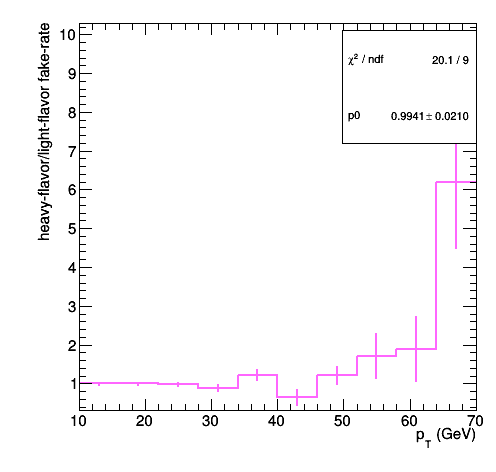 heavy-flavor/light-flavor fake-rate
10
9
8
7
6
5
4
3
2
1
χ² / ndf 20.1 / 9
p0 0.9941 ± 0.0210
10 20 30 40 50 60 70
p_T (GeV)